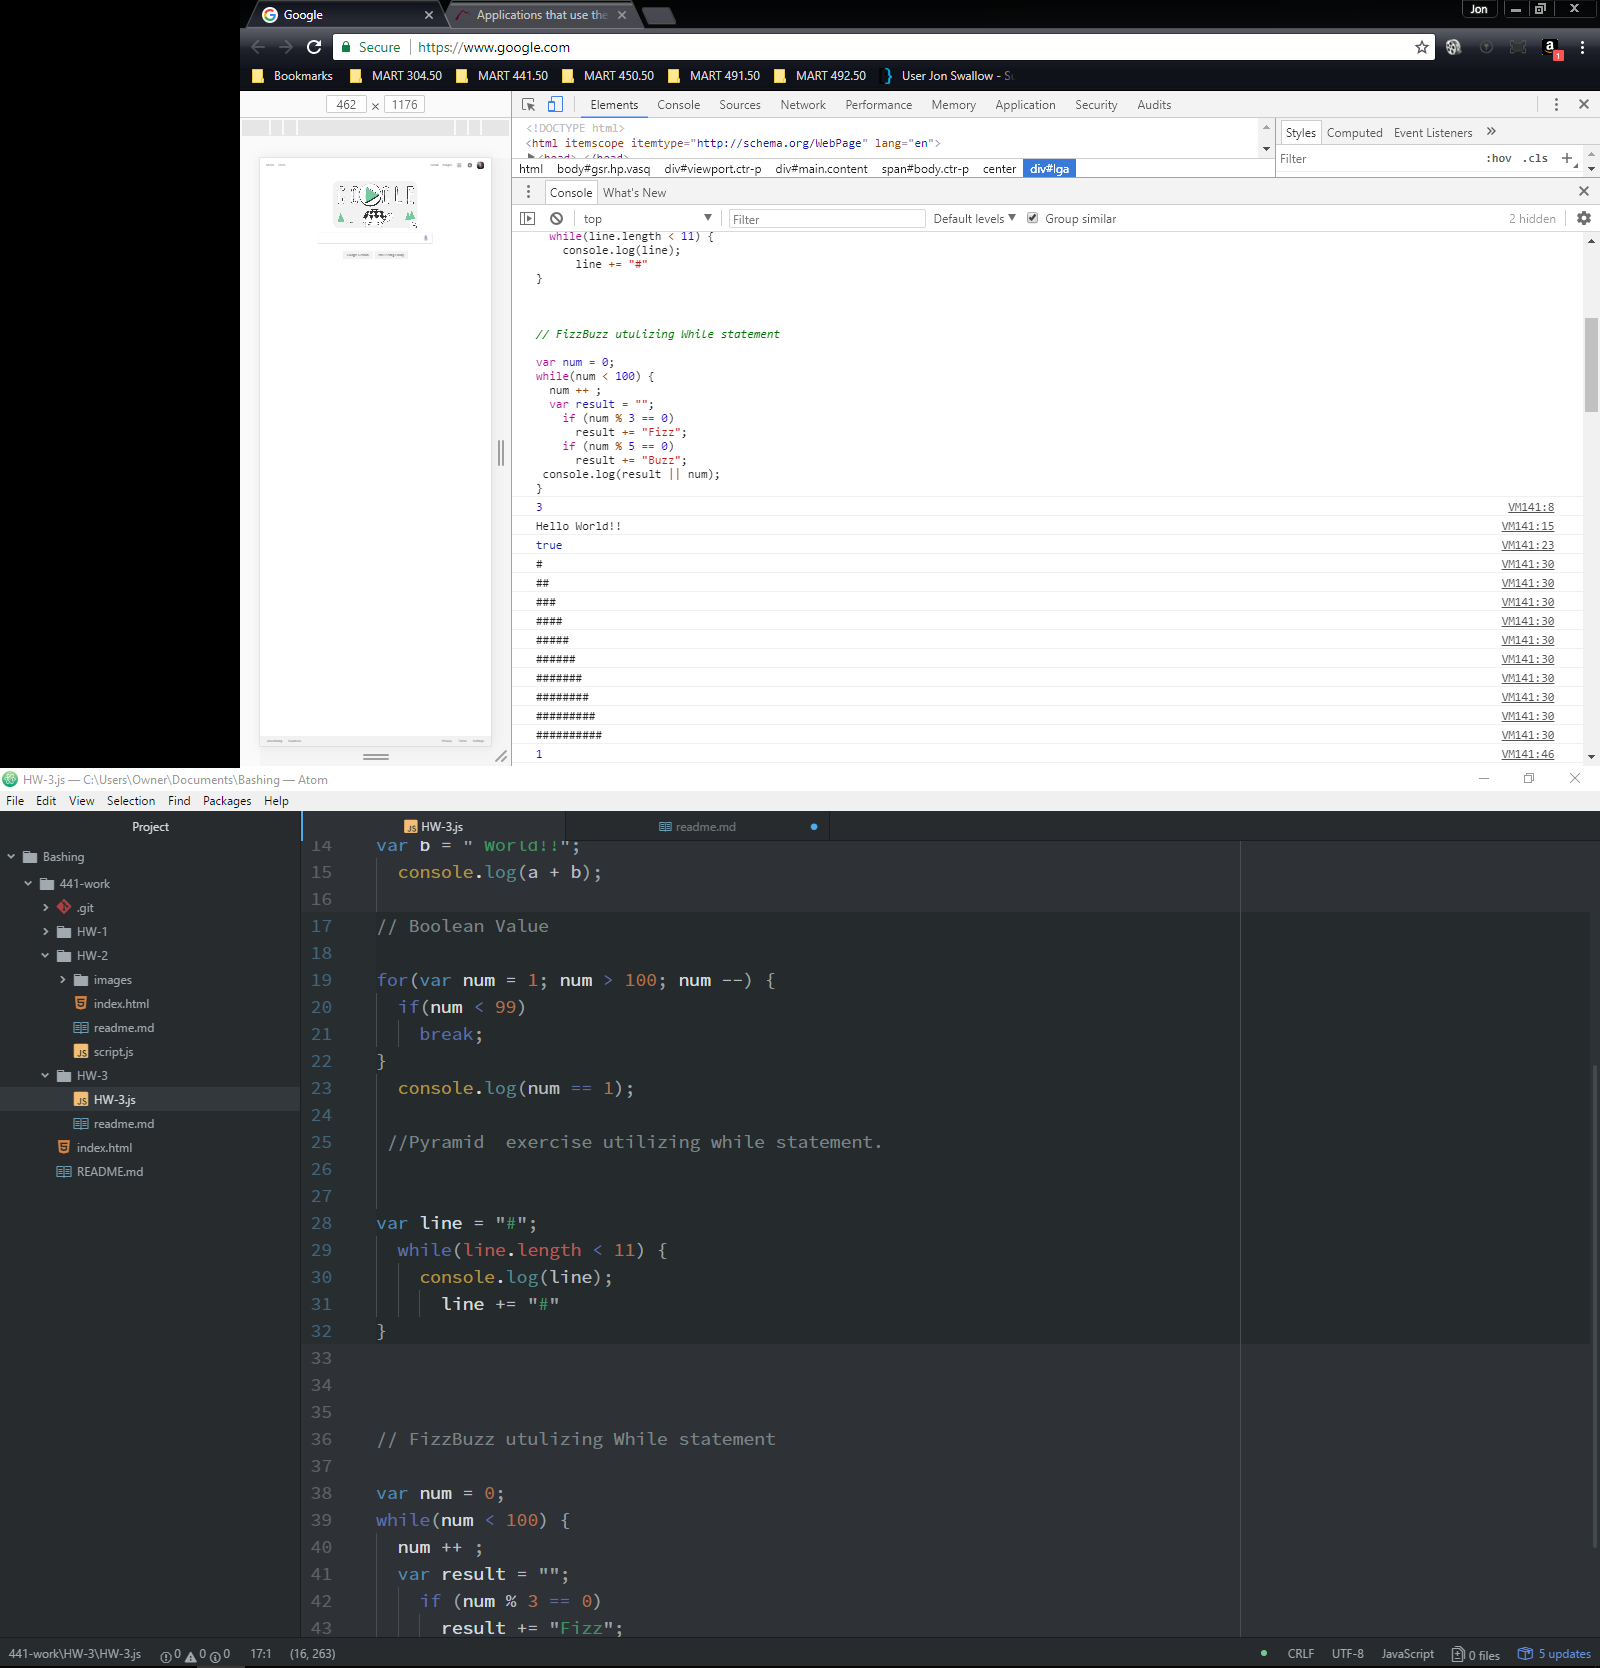 Google
Applications that use the
Jon
Secure https://www.google.com
Bookmarks MART 304.50 MART 441.50 MART 450.50 MART 491.50 MART 492.50 User Jon Swallow - Su
462 x 1176
Elements Console Sources Network Performance Memory Application Security Audits
<!DOCTYPE html>
<html itemscope itemtype="http://schema.org/WebPage" lang="en">
<head> </head>
html body#gsr.hp.vasq div#viewport.ctr-p div#main.content span#body.ctr-p center div#lga
Styles Computed Event Listeners »
Filter :hov .cls +
Console What's New
top Filter Default levels Group similar 2 hidden
while(line.length < 11) {
console.log(line);
line += "#"
}
// FizzBuzz utulizing While statement
var num = 0;
while(num < 100) {
num ++ ;
var result = "";
if (num % 3 == 0)
result += "Fizz";
if (num % 5 == 0)
result += "Buzz";
console.log(result || num);
}
3 VM141:8
Hello World!! VM141:15
true VM141:23
# VM141:30
## VM141:30
### VM141:30
#### VM141:30
##### VM141:30
###### VM141:30
####### VM141:30
######## VM141:30
######### VM141:30
########## VM141:30
1 VM141:46
HW-3.js — C:\Users\Owner\Documents\Bashing — Atom
File Edit View Selection Find Packages Help
Project
Bashing
441-work
.git
HW-1
HW-2
images
index.html
readme.md
script.js
HW-3
HW-3.js
readme.md
index.html
README.md
HW-3.js readme.md
14 var b = " World!!";
15 console.log(a + b);
16
17 // Boolean Value
18
19 for(var num = 1; num > 100; num --) {
20 if(num < 99)
21 break;
22 }
23 console.log(num == 1);
24
25 //Pyramid  exercise utilizing while statement.
26
27
28 var line = "#";
29 while(line.length < 11) {
30 console.log(line);
31 line += "#"
32 }
33
34
35
36 // FizzBuzz utulizing While statement
37
38 var num = 0;
39 while(num < 100) {
40 num ++ ;
41 var result = "";
42 if (num % 3 == 0)
43 result += "Fizz";
441-work\HW-3\HW-3.js 0 0 0 17:1 (16, 263) CRLF UTF-8 JavaScript 0 files 5 updates